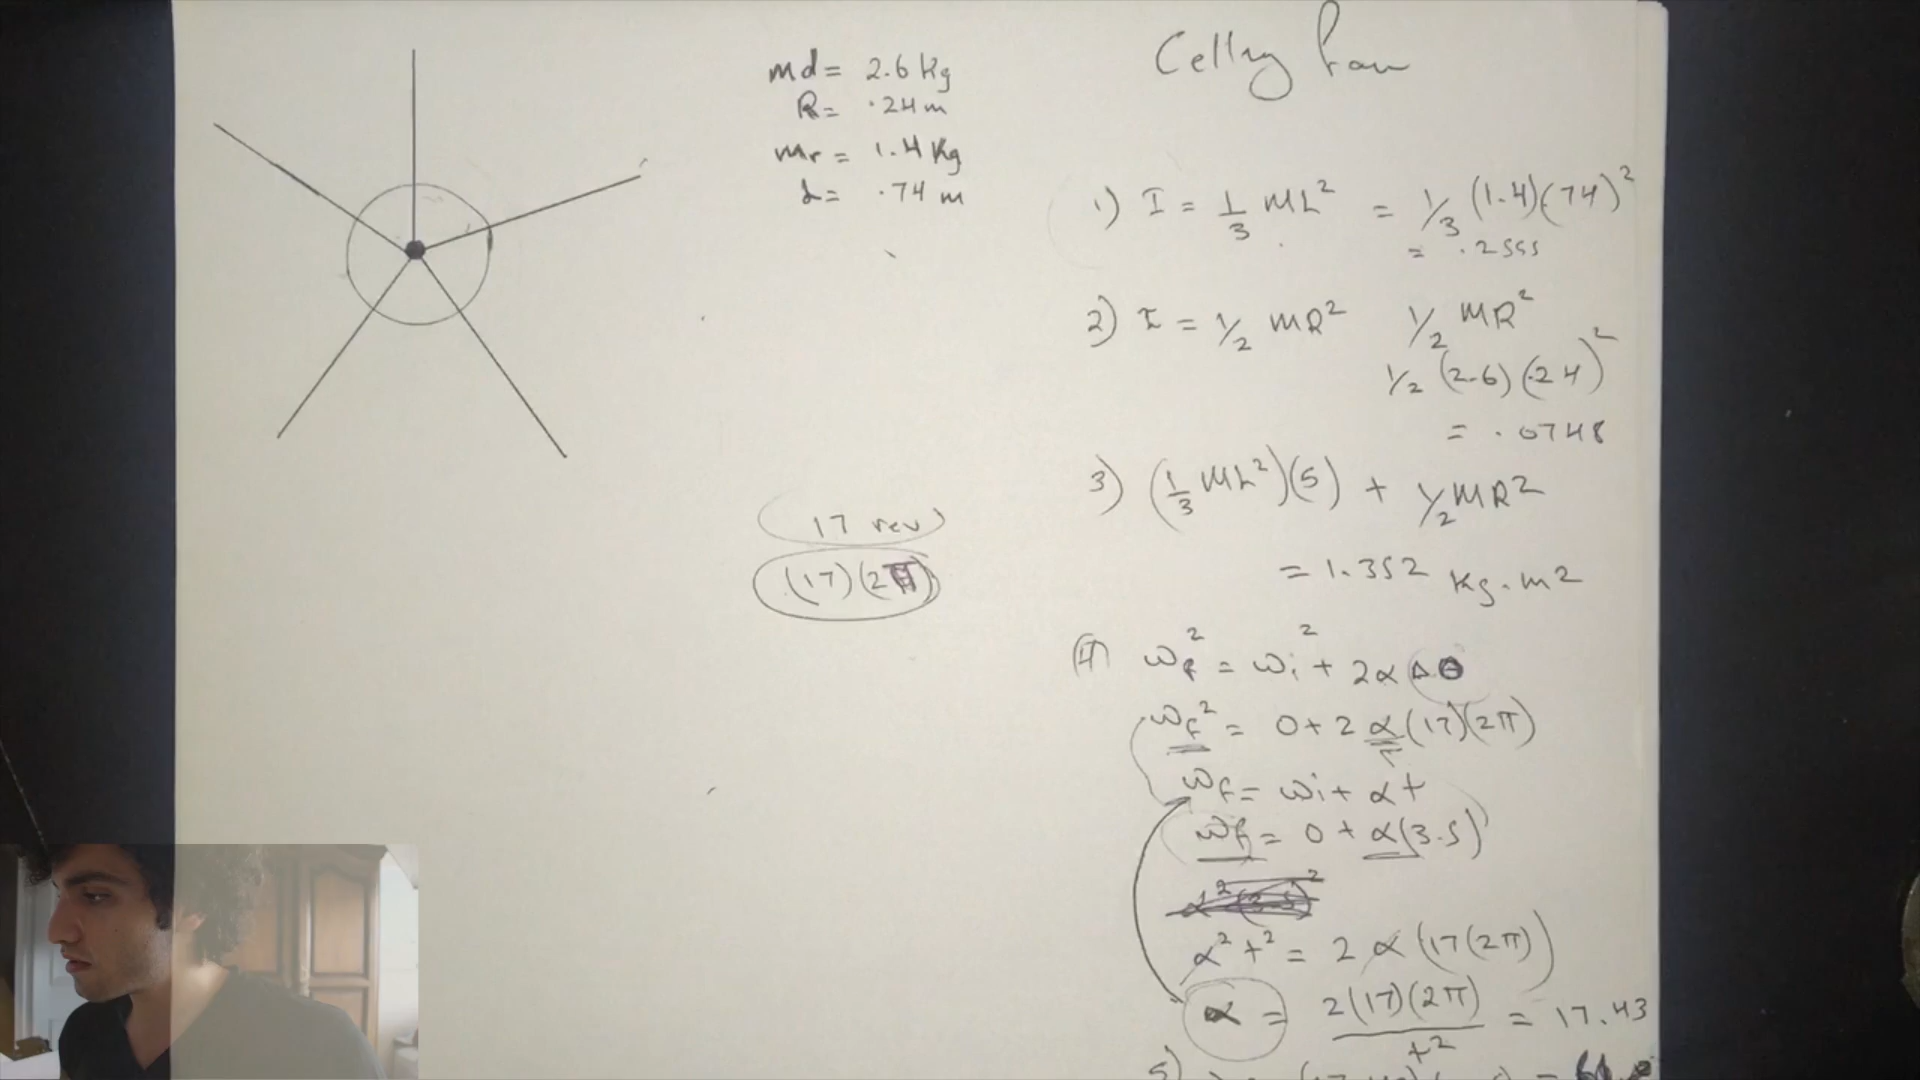 Celling Fan
md = 2.6 kg
R = .24 m
mr = 1.4 kg
L = .74 m
1) I = 1/3 ML² = 1/3 (1.4)(.74)²
= .2555
2) I = 1/2 MR² 1/2 MR²
1/2 (2.6) (.24)²
= .0748
3) (1/3 ML²)(5) + 1/2 MR²
= 1.352 kg.m2
17 rev
(17)(2π)
4) ωf² = ωi² + 2α Δθ
ωf² = 0 + 2 α (17)(2π)
ωf = ωi + αt
ωf = 0 + α(3.5)
α² t² = 2 α (17(2π))
α = 2(17)(2π) / t² = 17.43
5)